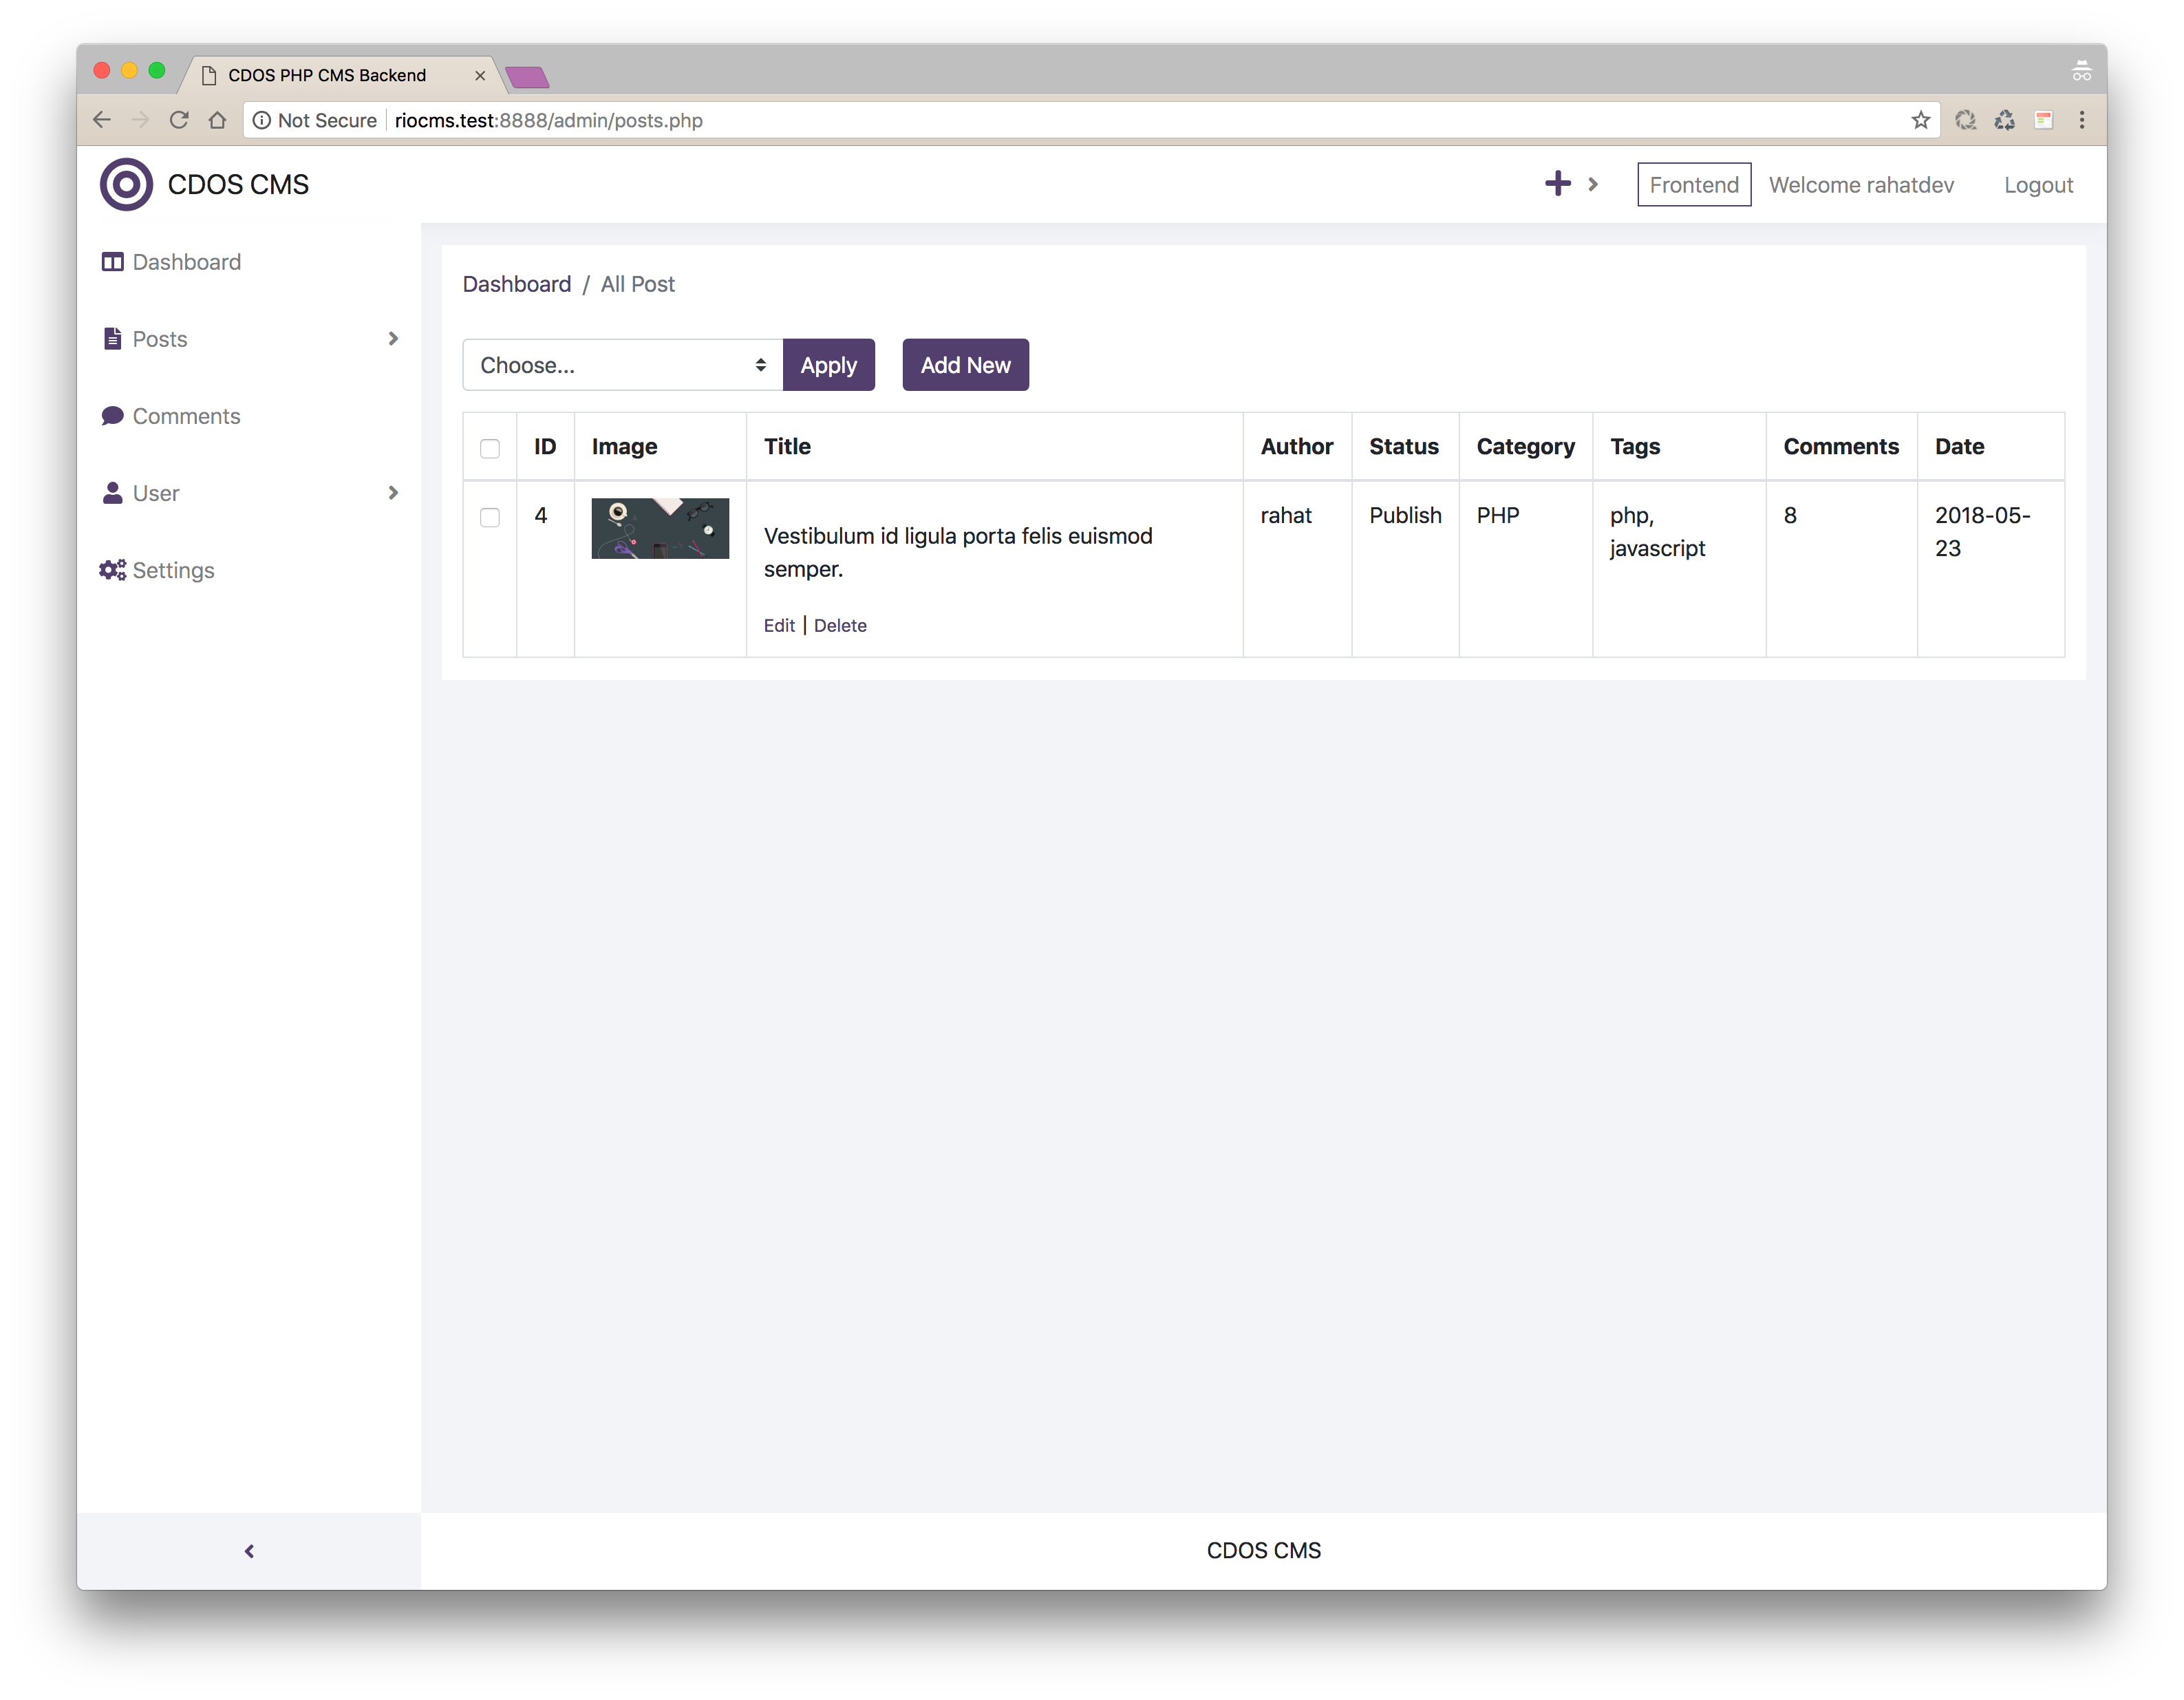 CDOS PHP CMS Backend
Not Secure riocms.test:8888/admin/posts.php
CDOS CMS
Frontend Welcome rahatdev Logout
Dashboard
Posts
Comments
User
Settings
Dashboard / All Post
Choose... Apply Add New
ID Image Title Author Status Category Tags Comments Date
4 Vestibulum id ligula porta felis euismod semper. rahat Publish PHP php, javascript 8 2018-05-23
Edit | Delete
CDOS CMS